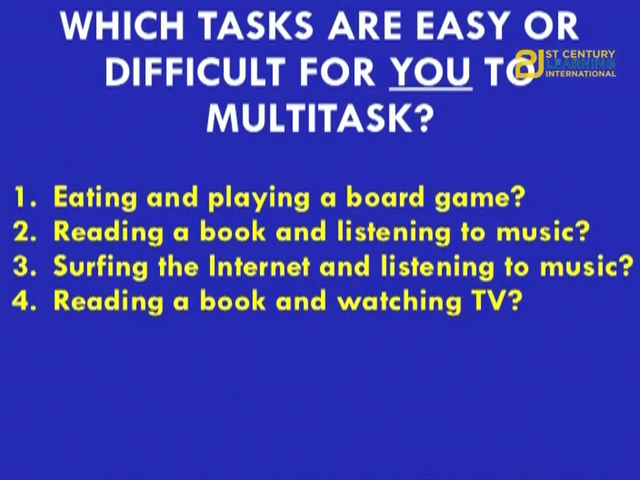 WHICH TASKS ARE EASY OR
DIFFICULT FOR YOU TO
MULTITASK?
21ST CENTURY
LEARNING
INTERNATIONAL
1. Eating and playing a board game?
2. Reading a book and listening to music?
3. Surfing the Internet and listening to music?
4. Reading a book and watching TV?